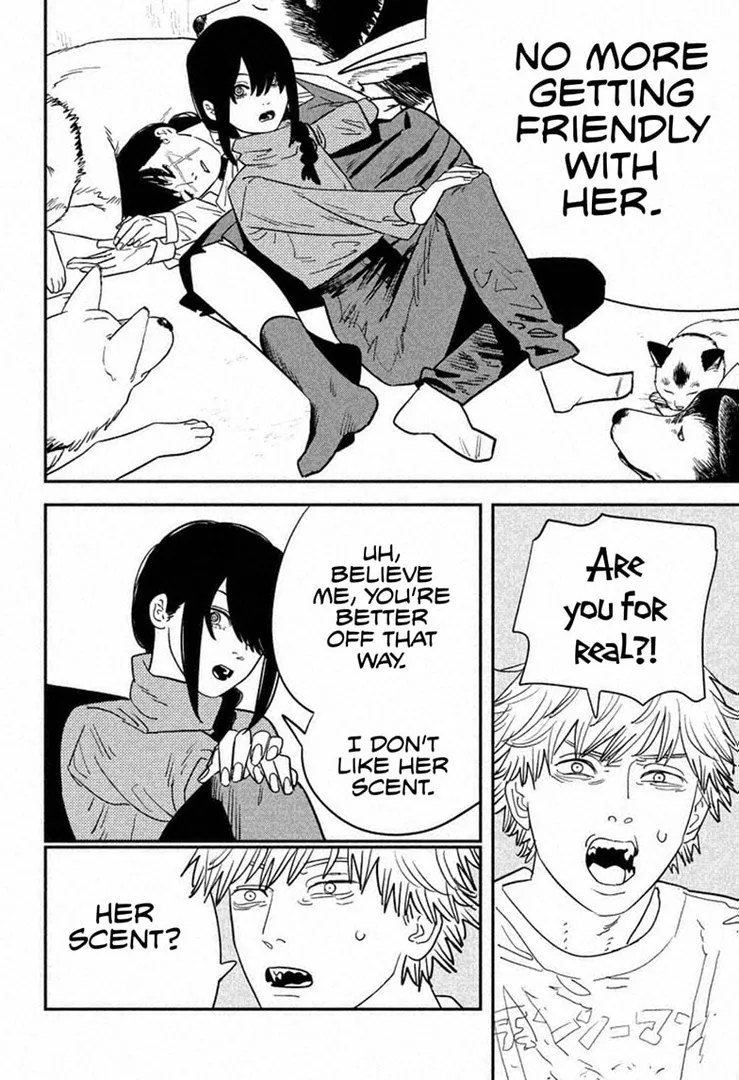 NO MORE
GETTING
FRIENDLY
WITH
HER.
UH,
BELIEVE
ME, YOU'RE
BETTER
OFF THAT
WAY.
I DON'T
LIKE HER
SCENT.
ARe
you foR
ReaL?!
HER
SCENT?